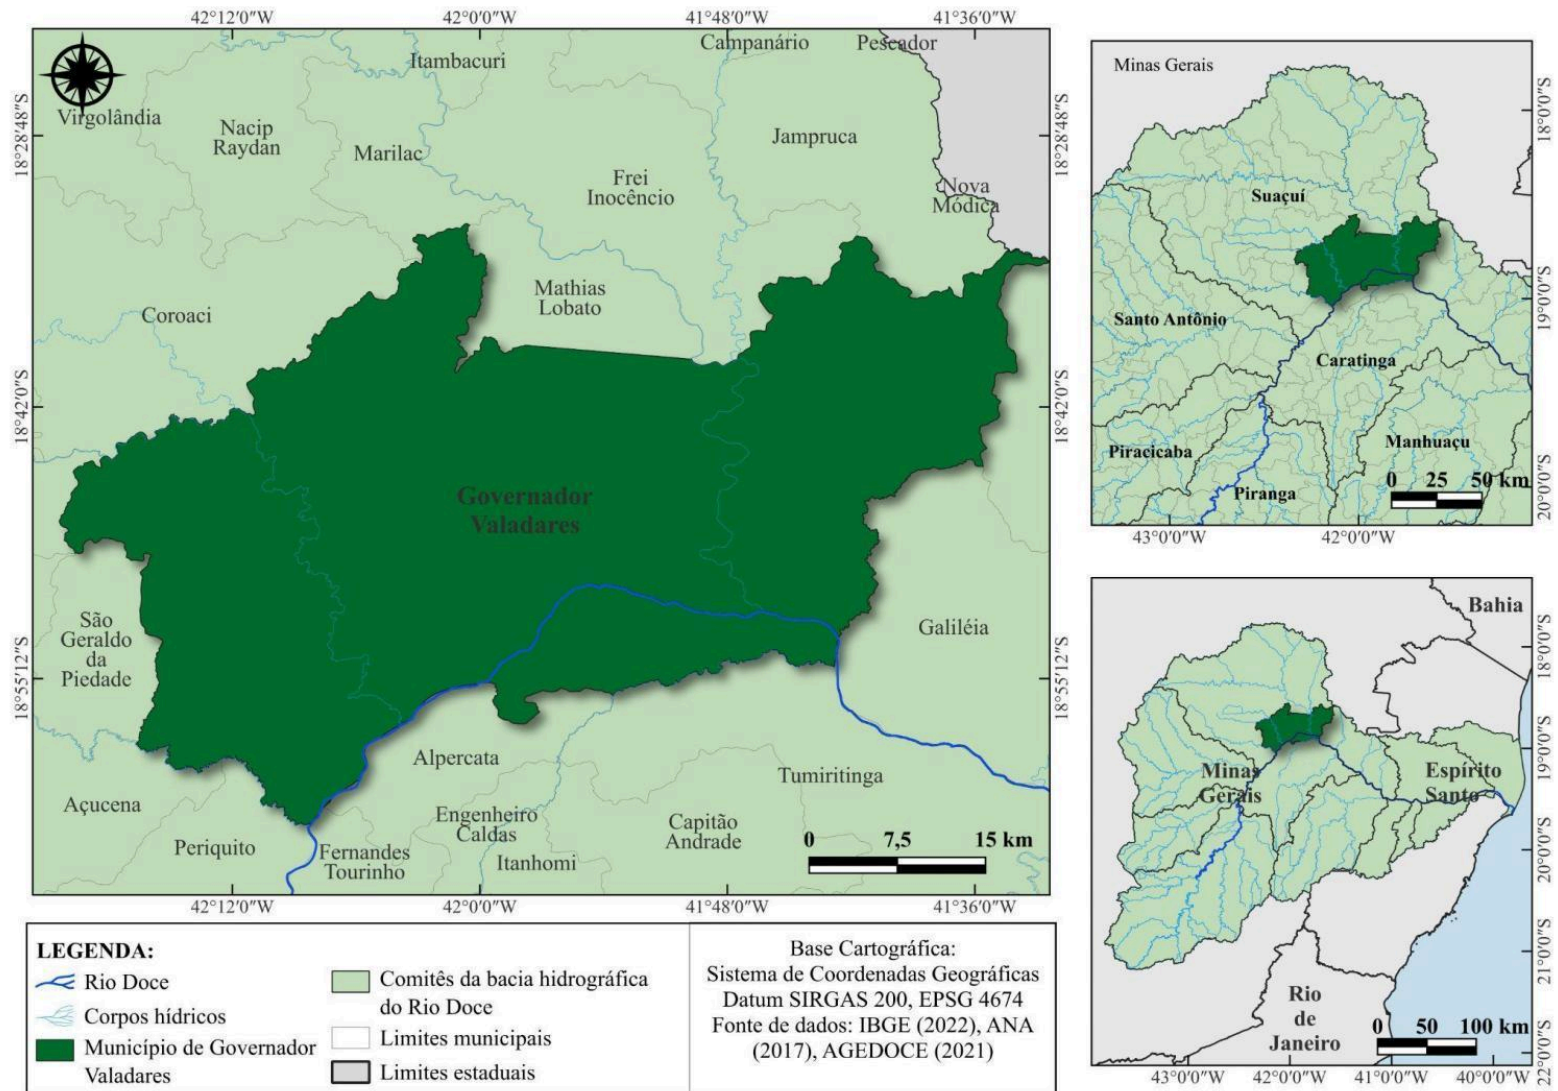 42°12'0"W
42°0'0"W
41°48'0"W
41°36'0"W
Itambacuri
Campanário
Pescador
Virgolândia
Nacip
Raydan
Marilac
Jampruca
Frei
Inocêncio
Nova
Módica
Mathias
Lobato
Coroaci
Governador
Valadares
São
Geraldo
da
Piedade
Galiléia
Alpercata
Tumiritinga
Açucena
Engenheiro
Caldas
Capitão
Andrade
Periquito
Fernandes
Tourinho
Itanhomi
0 7,5 15 km
18°28'48"S
18°42'0"S
18°55'12"S
18°28'48"S
18°42'0"S
18°55'12"S
42°12'0"W
42°0'0"W
41°48'0"W
41°36'0"W
Minas Gerais
Suaçuí
Santo Antônio
Caratinga
Piracicaba
Manhuaçu
Piranga
0 25 50 km
18°0'0"S
19°0'0"S
20°0'0"S
43°0'0"W
42°0'0"W
Bahia
Minas
Gerais
Espírito
Santo
Rio
de
Janeiro
0 50 100 km
18°0'0"S
19°0'0"S
20°0'0"S
21°0'0"S
22°0'0"S
43°0'0"W
42°0'0"W
41°0'0"W
40°0'0"W
LEGENDA:
Rio Doce
Corpos hídricos
Município de Governador
Valadares
Comitês da bacia hidrográfica
do Rio Doce
Limites municipais
Limites estaduais
Base Cartográfica:
Sistema de Coordenadas Geográficas
Datum SIRGAS 200, EPSG 4674
Fonte de dados: IBGE (2022), ANA
(2017), AGEDOCE (2021)